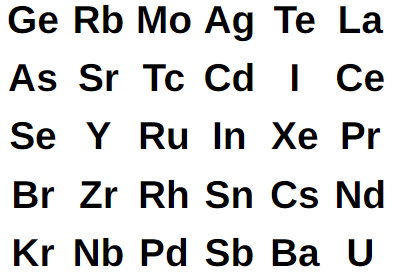 Ge Rb Mo Ag Te La
As Sr Tc Cd I Ce
Se Y Ru In Xe Pr
Br Zr Rh Sn Cs Nd
Kr Nb Pd Sb Ba U